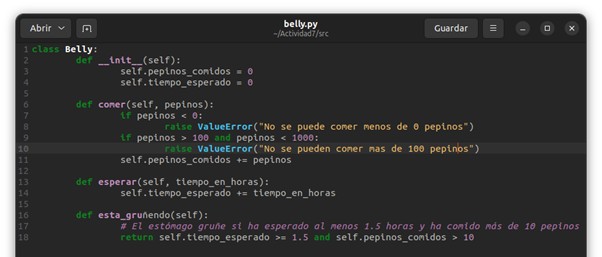 Abrir
belly.py
~/Actividad7/src
Guardar
1 class Belly:
2 def __init__(self):
3 self.pepinos_comidos = 0
4 self.tiempo_esperado = 0
5
6 def comer(self, pepinos):
7 if pepinos < 0:
8 raise ValueError("No se puede comer menos de 0 pepinos")
9 if pepinos > 100 and pepinos < 1000:
10 raise ValueError("No se pueden comer mas de 100 pepinos")
11 self.pepinos_comidos += pepinos
12
13 def esperar(self, tiempo_en_horas):
14 self.tiempo_esperado += tiempo_en_horas
15
16 def esta_gruñendo(self):
17 # El estómago gruñe si ha esperado al menos 1.5 horas y ha comido más de 10 pepinos
18 return self.tiempo_esperado >= 1.5 and self.pepinos_comidos > 10